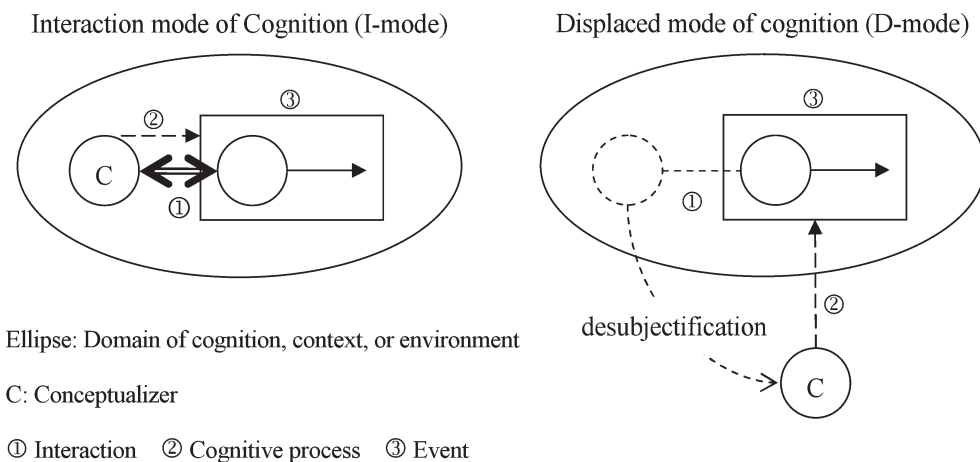 Interaction mode of Cognition (I-mode)
③
②
C
①
Displaced mode of cognition (D-mode)
③
①
②
desubjectification
C
Ellipse: Domain of cognition, context, or environment
C: Conceptualizer
① Interaction ② Cognitive process ③ Event